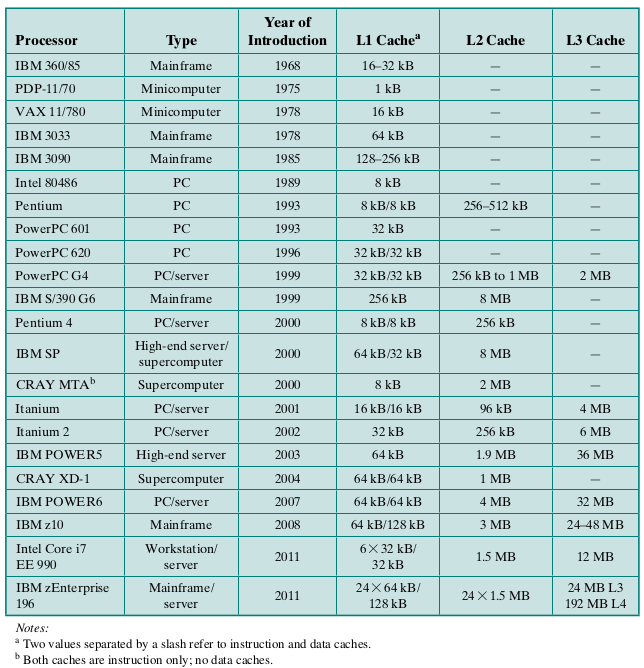 Processor Type Year of Introduction L1 Cacheᵃ L2 Cache L3 Cache
IBM 360/85 Mainframe 1968 16–32 kB — —
PDP-11/70 Minicomputer 1975 1 kB — —
VAX 11/780 Minicomputer 1978 16 kB — —
IBM 3033 Mainframe 1978 64 kB — —
IBM 3090 Mainframe 1985 128–256 kB — —
Intel 80486 PC 1989 8 kB — —
Pentium PC 1993 8 kB/8 kB 256–512 kB —
PowerPC 601 PC 1993 32 kB — —
PowerPC 620 PC 1996 32 kB/32 kB — —
PowerPC G4 PC/server 1999 32 kB/32 kB 256 kB to 1 MB 2 MB
IBM S/390 G6 Mainframe 1999 256 kB 8 MB —
Pentium 4 PC/server 2000 8 kB/8 kB 256 kB —
IBM SP High-end server/ supercomputer 2000 64 kB/32 kB 8 MB —
CRAY MTAᵇ Supercomputer 2000 8 kB 2 MB —
Itanium PC/server 2001 16 kB/16 kB 96 kB 4 MB
Itanium 2 PC/server 2002 32 kB 256 kB 6 MB
IBM POWER5 High-end server 2003 64 kB 1.9 MB 36 MB
CRAY XD-1 Supercomputer 2004 64 kB/64 kB 1 MB —
IBM POWER6 PC/server 2007 64 kB/64 kB 4 MB 32 MB
IBM z10 Mainframe 2008 64 kB/128 kB 3 MB 24–48 MB
Intel Core i7 EE 990 Workstation/ server 2011 6 × 32 kB/ 32 kB 1.5 MB 12 MB
IBM zEnterprise 196 Mainframe/ server 2011 24 × 64 kB/ 128 kB 24 × 1.5 MB 24 MB L3 192 MB L4
Notes:
ᵃ Two values separated by a slash refer to instruction and data caches.
ᵇ Both caches are instruction only; no data caches.